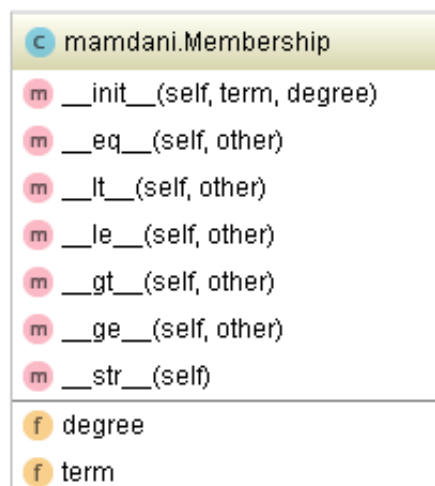 C mamdani.Membership
m __init__(self, term, degree)
m __eq__(self, other)
m __lt__(self, other)
m __le__(self, other)
m __gt__(self, other)
m __ge__(self, other)
m __str__(self)
f degree
f term